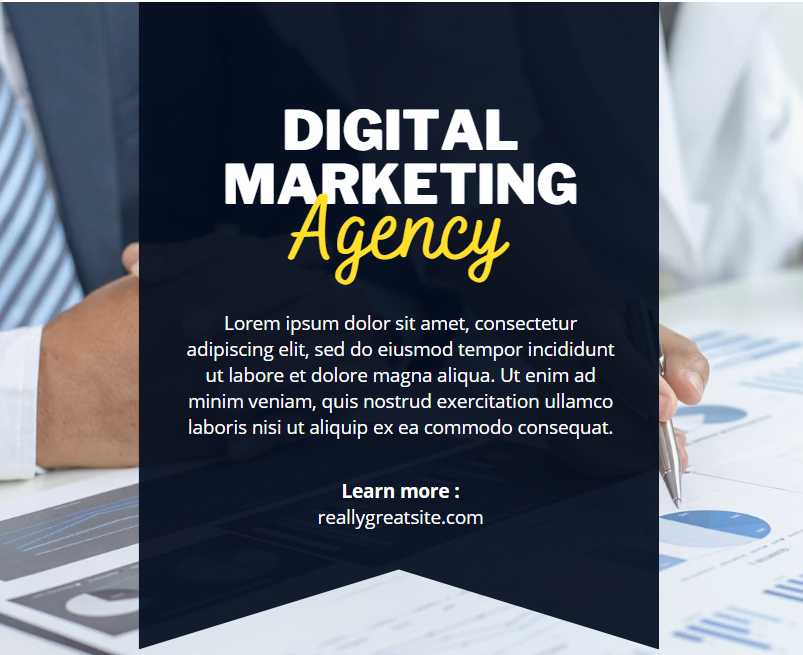 DIGITAL
MARKETING
Agency
Lorem ipsum dolor sit amet, consectetur
adipiscing elit, sed do eiusmod tempor incididunt
ut labore et dolore magna aliqua. Ut enim ad
minim veniam, quis nostrud exercitation ullamco
laboris nisi ut aliquip ex ea commodo consequat.
Learn more :
reallygreatsite.com